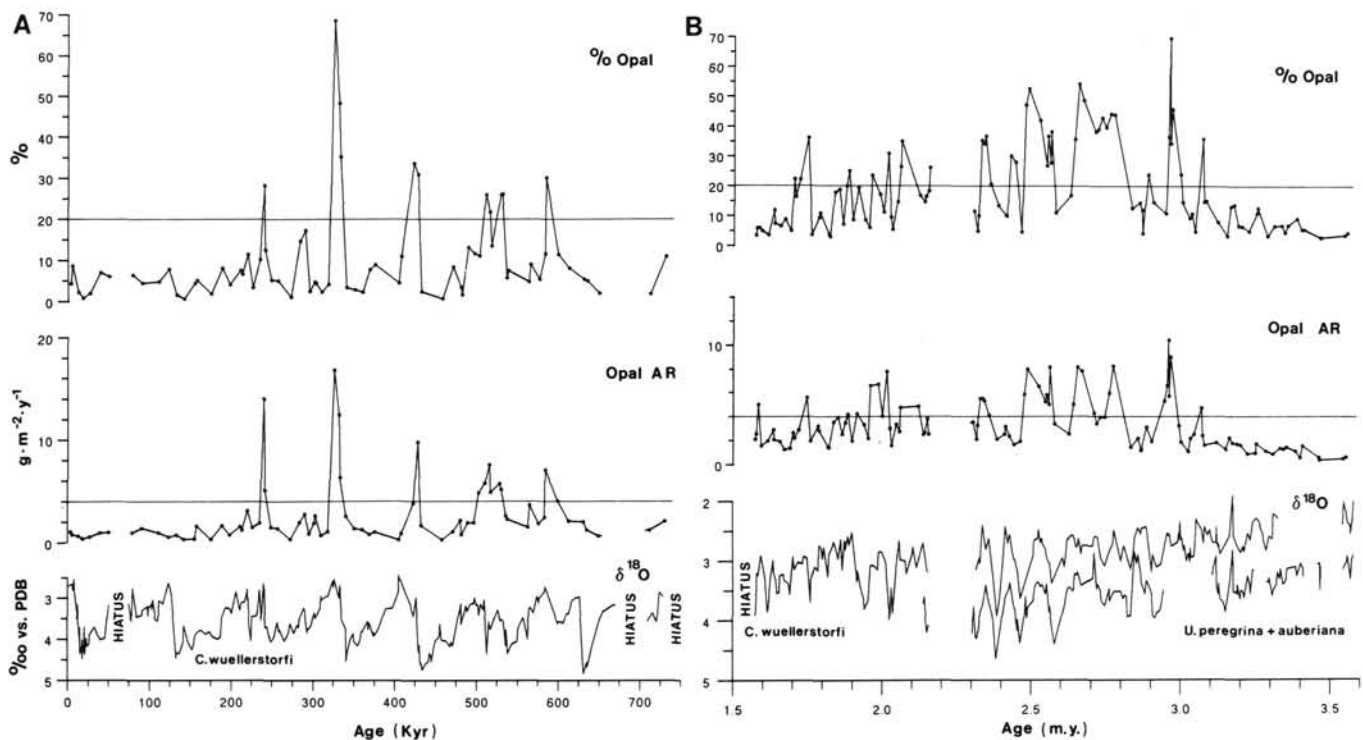 A
% Opal
70
60
50
40
30
20
10
0
%
Opal AR
20
10
0
g·m⁻²·y⁻¹
δ¹⁸O
3
4
5
‰ vs. PDB
HIATUS
HIATUS
HIATUS
C. wuellerstorfi
0 100 200 300 400 500 600 700
Age (Kyr)
B
% Opal
70
60
50
40
30
20
10
0
Opal AR
10
0
δ¹⁸O
2
3
4
5
HIATUS
C. wuellerstorfi
U. peregrina + auberiana
1.5 2.0 2.5 3.0 3.5
Age (m.y.)